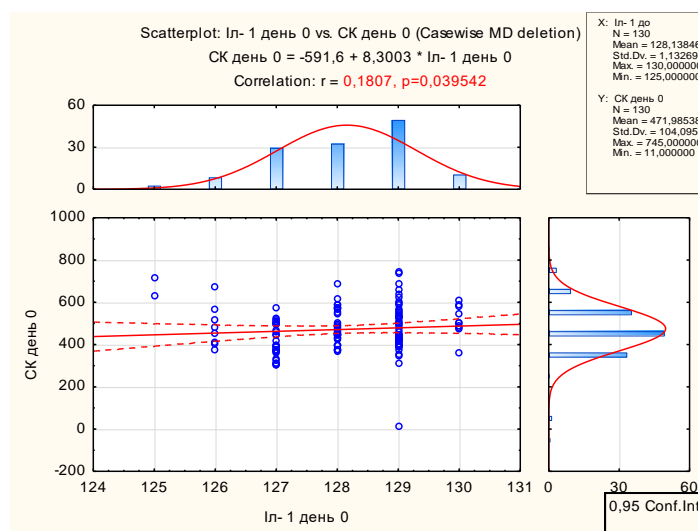 Scatterplot: Іл- 1 день 0 vs. СК день 0 (Casewise MD deletion)
СК день 0 = -591,6 + 8,3003 * Іл- 1 день 0
Correlation: r = 0,1807, p=0,039542
X: Іл- 1 до
N = 130
Mean = 128,13846
Std.Dv. = 1,13269
Max. = 130,000000
Min. = 125,000000
Y: СК день 0
N = 130
Mean = 471,98538
Std.Dv. = 104,095
Max. = 745,000000
Min. = 11,000000
60
30
0
1000
800
600
400
200
0
-200
СК день 0
124 125 126 127 128 129 130 131
Іл- 1 день 0
0 30 60
0,95 Conf.Int